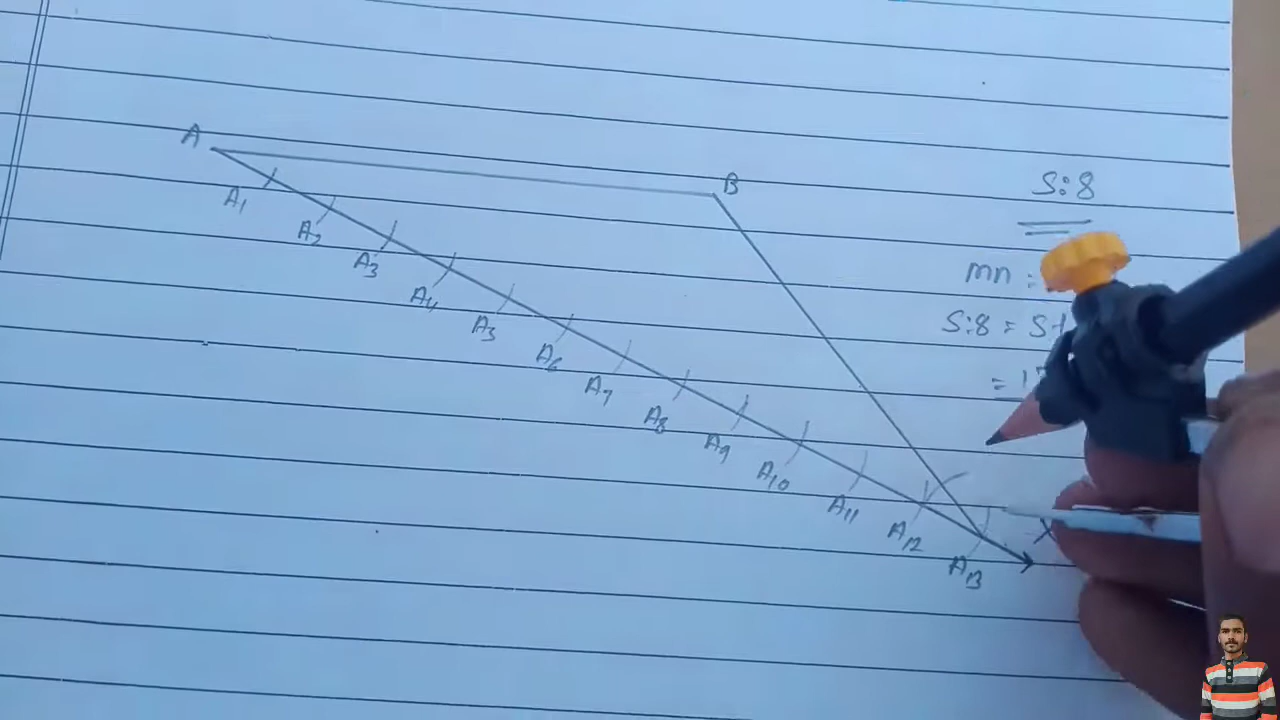 A
B
5:8
mn :
5:8 = 5+
= 1
A1
A2
A3
A4
A5
A6
A7
A8
A9
A10
A11
A12
A13
X